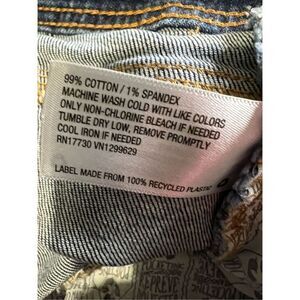 99% COTTON / 1% SPANDEX
MACHINE WASH COLD WITH LIKE COLORS
ONLY NON-CHLORINE BLEACH IF NEEDED
TUMBLE DRY LOW, REMOVE PROMPTLY
COOL IRON IF NEEDED
RN17730 VN1299629
LABEL MADE FROM 100% RECYCLED PLASTIC
REPREVE